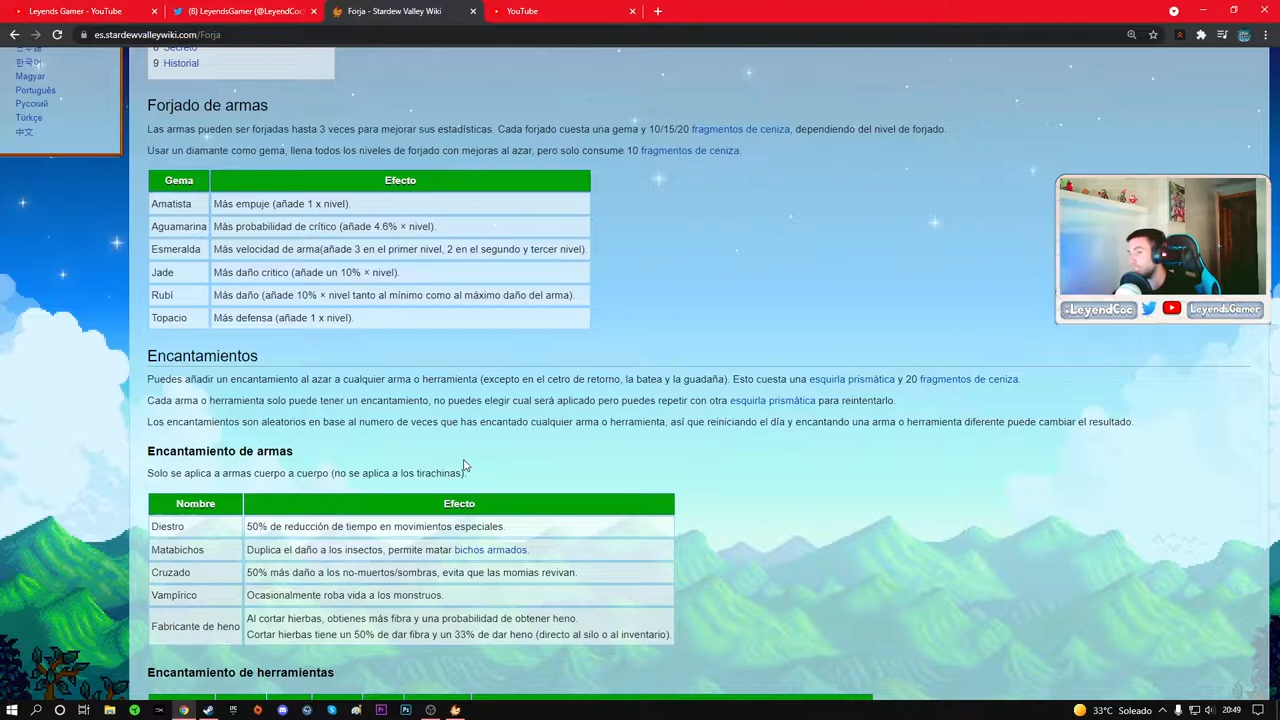 Leyends Gamer - YouTube
(8) LeyendsGamer (@LeyendCoc)
Forja - Stardew Valley Wiki
YouTube
es.stardewvalleywiki.com/Forja
한국어
Magyar
Português
Русский
Türkçe
中文
8 Secreto
9 Historial
Forjado de armas
Las armas pueden ser forjadas hasta 3 veces para mejorar sus estadísticas. Cada forjado cuesta una gema y 10/15/20 fragmentos de ceniza, dependiendo del nivel de forjado.
Usar un diamante como gema, llena todos los niveles de forjado con mejoras al azar, pero solo consume 10 fragmentos de ceniza.
Gema Efecto
Amatista Más empuje (añade 1 x nivel).
Aguamarina Más probabilidad de crítico (añade 4.6% × nivel).
Esmeralda Más velocidad de arma(añade 3 en el primer nivel, 2 en el segundo y tercer nivel).
Jade Más daño critico (añade un 10% × nivel).
Rubí Más daño (añade 10% × nivel tanto al mínimo como al máximo daño del arma).
Topacio Más defensa (añade 1 x nivel).
@LeyendCoc LeyendsGamer
Encantamientos
Puedes añadir un encantamiento al azar a cualquier arma o herramienta (excepto en el cetro de retorno, la batea y la guadaña). Esto cuesta una esquirla prismática y 20 fragmentos de ceniza.
Cada arma o herramienta solo puede tener un encantamiento, no puedes elegir cual será aplicado pero puedes repetir con otra esquirla prismática para reintentarlo.
Los encantamientos son aleatorios en base al numero de veces que has encantado cualquier arma o herramienta, así que reiniciando el día y encantando una arma o herramienta diferente puede cambiar el resultado.
Encantamiento de armas
Solo se aplica a armas cuerpo a cuerpo (no se aplica a los tirachinas).
Nombre Efecto
Diestro 50% de reducción de tiempo en movimientos especiales.
Matabichos Duplica el daño a los insectos, permite matar bichos armados.
Cruzado 50% más daño a los no-muertos/sombras, evita que las momias revivan.
Vampírico Ocasionalmente roba vida a los monstruos.
Fabricante de heno Al cortar hierbas, obtienes más fibra y una probabilidad de obtener heno.
Cortar hierbas tiene un 50% de dar fibra y un 33% de dar heno (directo al silo o al inventario).
Encantamiento de herramientas
33°C Soleado
20:49